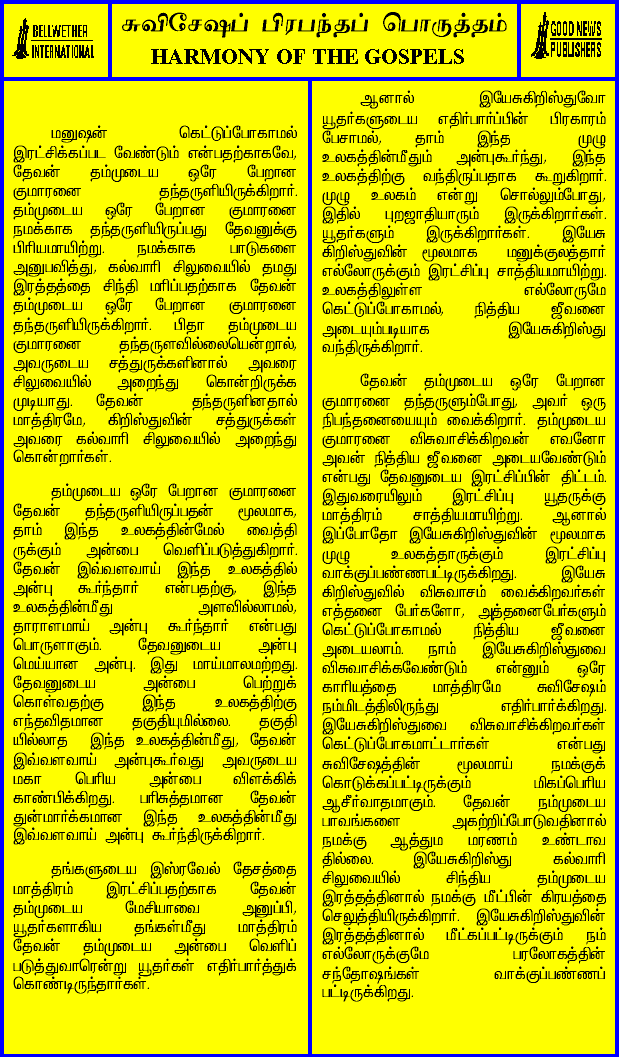 BELLWETHER
INTERNATIONAL
சுவிசேஷப் பிரபந்தப் பொருத்தம்
HARMONY OF THE GOSPELS
GOOD NEWS
PUBLISHERS
மனுஷன் கெட்டுப்போகாமல்
இரட்சிக்கப்பட வேண்டும் என்பதற்காகவே,
தேவன் தம்முடைய ஒரே பேறான
குமாரனை தந்தருளியிருக்கிறார்.
தம்முடைய ஒரே பேறான குமாரனை
நமக்காக தந்தருளியிருப்பது தேவனுக்கு
பிரியமாயிற்று. நமக்காக பாடுகளை
அனுபவித்து, கல்வாரி சிலுவையில் தமது
இரத்தத்தை சிந்தி மரிப்பதற்காக தேவன்
தம்முடைய ஒரே பேறான குமாரனை
தந்தருளியிருக்கிறார். பிதா தம்முடைய
குமாரனை தந்தருளவில்லையென்றால்,
அவருடைய சத்துருக்களினால் அவரை
சிலுவையில் அறைந்து கொன்றிருக்க
முடியாது. தேவன் தந்தருளினதால்
மாத்திரமே, கிறிஸ்துவின் சத்துருக்கள்
அவரை கல்வாரி சிலுவையில் அறைந்து
கொன்றார்கள்.
தம்முடைய ஒரே பேறான குமாரனை
தேவன் தந்தருளியிருப்பதன் மூலமாக,
தாம் இந்த உலகத்தின்மேல் வைத்தி
ருக்கும் அன்பை வெளிப்படுத்துகிறார்.
தேவன் இவ்வளவாய் இந்த உலகத்தில்
அன்பு கூர்ந்தார் என்பதற்கு, இந்த
உலகத்தின்மீது அளவில்லாமல்,
தாராளமாய் அன்பு கூர்ந்தார் என்பது
பொருளாகும். தேவனுடைய அன்பு
மெய்யான அன்பு. இது மாய்மாலமற்றது.
தேவனுடைய அன்பை பெற்றுக்
கொள்வதற்கு இந்த உலகத்திற்கு
எந்தவிதமான தகுதியுமில்லை. தகுதி
யில்லாத இந்த உலகத்தின்மீது, தேவன்
இவ்வளவாய் அன்புகூர்வது அவருடைய
மகா பெரிய அன்பை விளக்கிக்
காண்பிக்கிறது. பரிசுத்தமான தேவன்
துன்மார்க்கமான இந்த உலகத்தின்மீது
இவ்வளவாய் அன்பு கூர்ந்திருக்கிறார்.
தங்களுடைய இஸ்ரவேல் தேசத்தை
மாத்திரம் இரட்சிப்பதற்காக தேவன்
தம்முடைய மேசியாவை அனுப்பி,
யூதர்களாகிய தங்கள்மீது மாத்திரம்
தேவன் தம்முடைய அன்பை வெளிப்
படுத்துவாரென்று யூதர்கள் எதிர்பார்த்துக்
கொண்டிருந்தார்கள்.
ஆனால் இயேசுகிறிஸ்துவோ
யூதர்களுடைய எதிர்பார்ப்பின் பிரகாரம்
பேசாமல், தாம் இந்த முழு
உலகத்தின்மீதும் அன்புகூர்ந்து, இந்த
உலகத்திற்கு வந்திருப்பதாக கூறுகிறார்.
முழு உலகம் என்று சொல்லும்போது,
இதில் புறஜாதியாரும் இருக்கிறார்கள்.
யூதர்களும் இருக்கிறார்கள். இயேசு
கிறிஸ்துவின் மூலமாக மனுக்குலத்தார்
எல்லோருக்கும் இரட்சிப்பு சாத்தியமாயிற்று.
உலகத்திலுள்ள எல்லோருமே
கெட்டுப்போகாமல், நித்திய ஜீவனை
அடையும்படியாக இயேசுகிறிஸ்து
வந்திருக்கிறார்.
தேவன் தம்முடைய ஒரே பேறான
குமாரனை தந்தருளும்போது, அவர் ஒரு
நிபந்தனையையும் வைக்கிறார். தம்முடைய
குமாரனை விசுவாசிக்கிறவன் எவனோ
அவன் நித்திய ஜீவனை அடையவேண்டும்
என்பது தேவனுடைய இரட்சிப்பின் திட்டம்.
இதுவரையிலும் இரட்சிப்பு யூதருக்கு
மாத்திரம் சாத்தியமாயிற்று. ஆனால்
இப்போதோ இயேசுகிறிஸ்துவின் மூலமாக
முழு உலகத்தாருக்கும் இரட்சிப்பு
வாக்குப்பண்ணபட்டிருக்கிறது. இயேசு
கிறிஸ்துவில் விசுவாசம் வைக்கிறவர்கள்
எத்தனை பேர்களோ, அத்தனைபேர்களும்
கெட்டுப்போகாமல் நித்திய ஜீவனை
அடையலாம். நாம் இயேசுகிறிஸ்துவை
விசுவாசிக்கவேண்டும் என்னும் ஒரே
காரியத்தை மாத்திரமே சுவிசேஷம்
நம்மிடத்திலிருந்து எதிர்பார்க்கிறது.
இயேசுகிறிஸ்துவை விசுவாசிக்கிறவர்கள்
கெட்டுப்போகமாட்டார்கள் என்பது
சுவிசேஷத்தின் மூலமாய் நமக்குக்
கொடுக்கப்பட்டிருக்கும் மிகப்பெரிய
ஆசீர்வாதமாகும். தேவன் நம்முடைய
பாவங்களை அகற்றிப்போடுவதினால்
நமக்கு ஆத்தும மரணம் உண்டாவ
தில்லை. இயேசுகிறிஸ்து கல்வாரி
சிலுவையில் சிந்திய தம்முடைய
இரத்தத்தினால் நமக்கு மீட்பின் கிரயத்தை
செலுத்தியிருக்கிறார். இயேசுகிறிஸ்துவின்
இரத்தத்தினால் மீட்கப்பட்டிருக்கும் நம்
எல்லோருக்குமே பரலோகத்தின்
சந்தோஷங்கள் வாக்குப்பண்ணப்
பட்டிருக்கிறது.